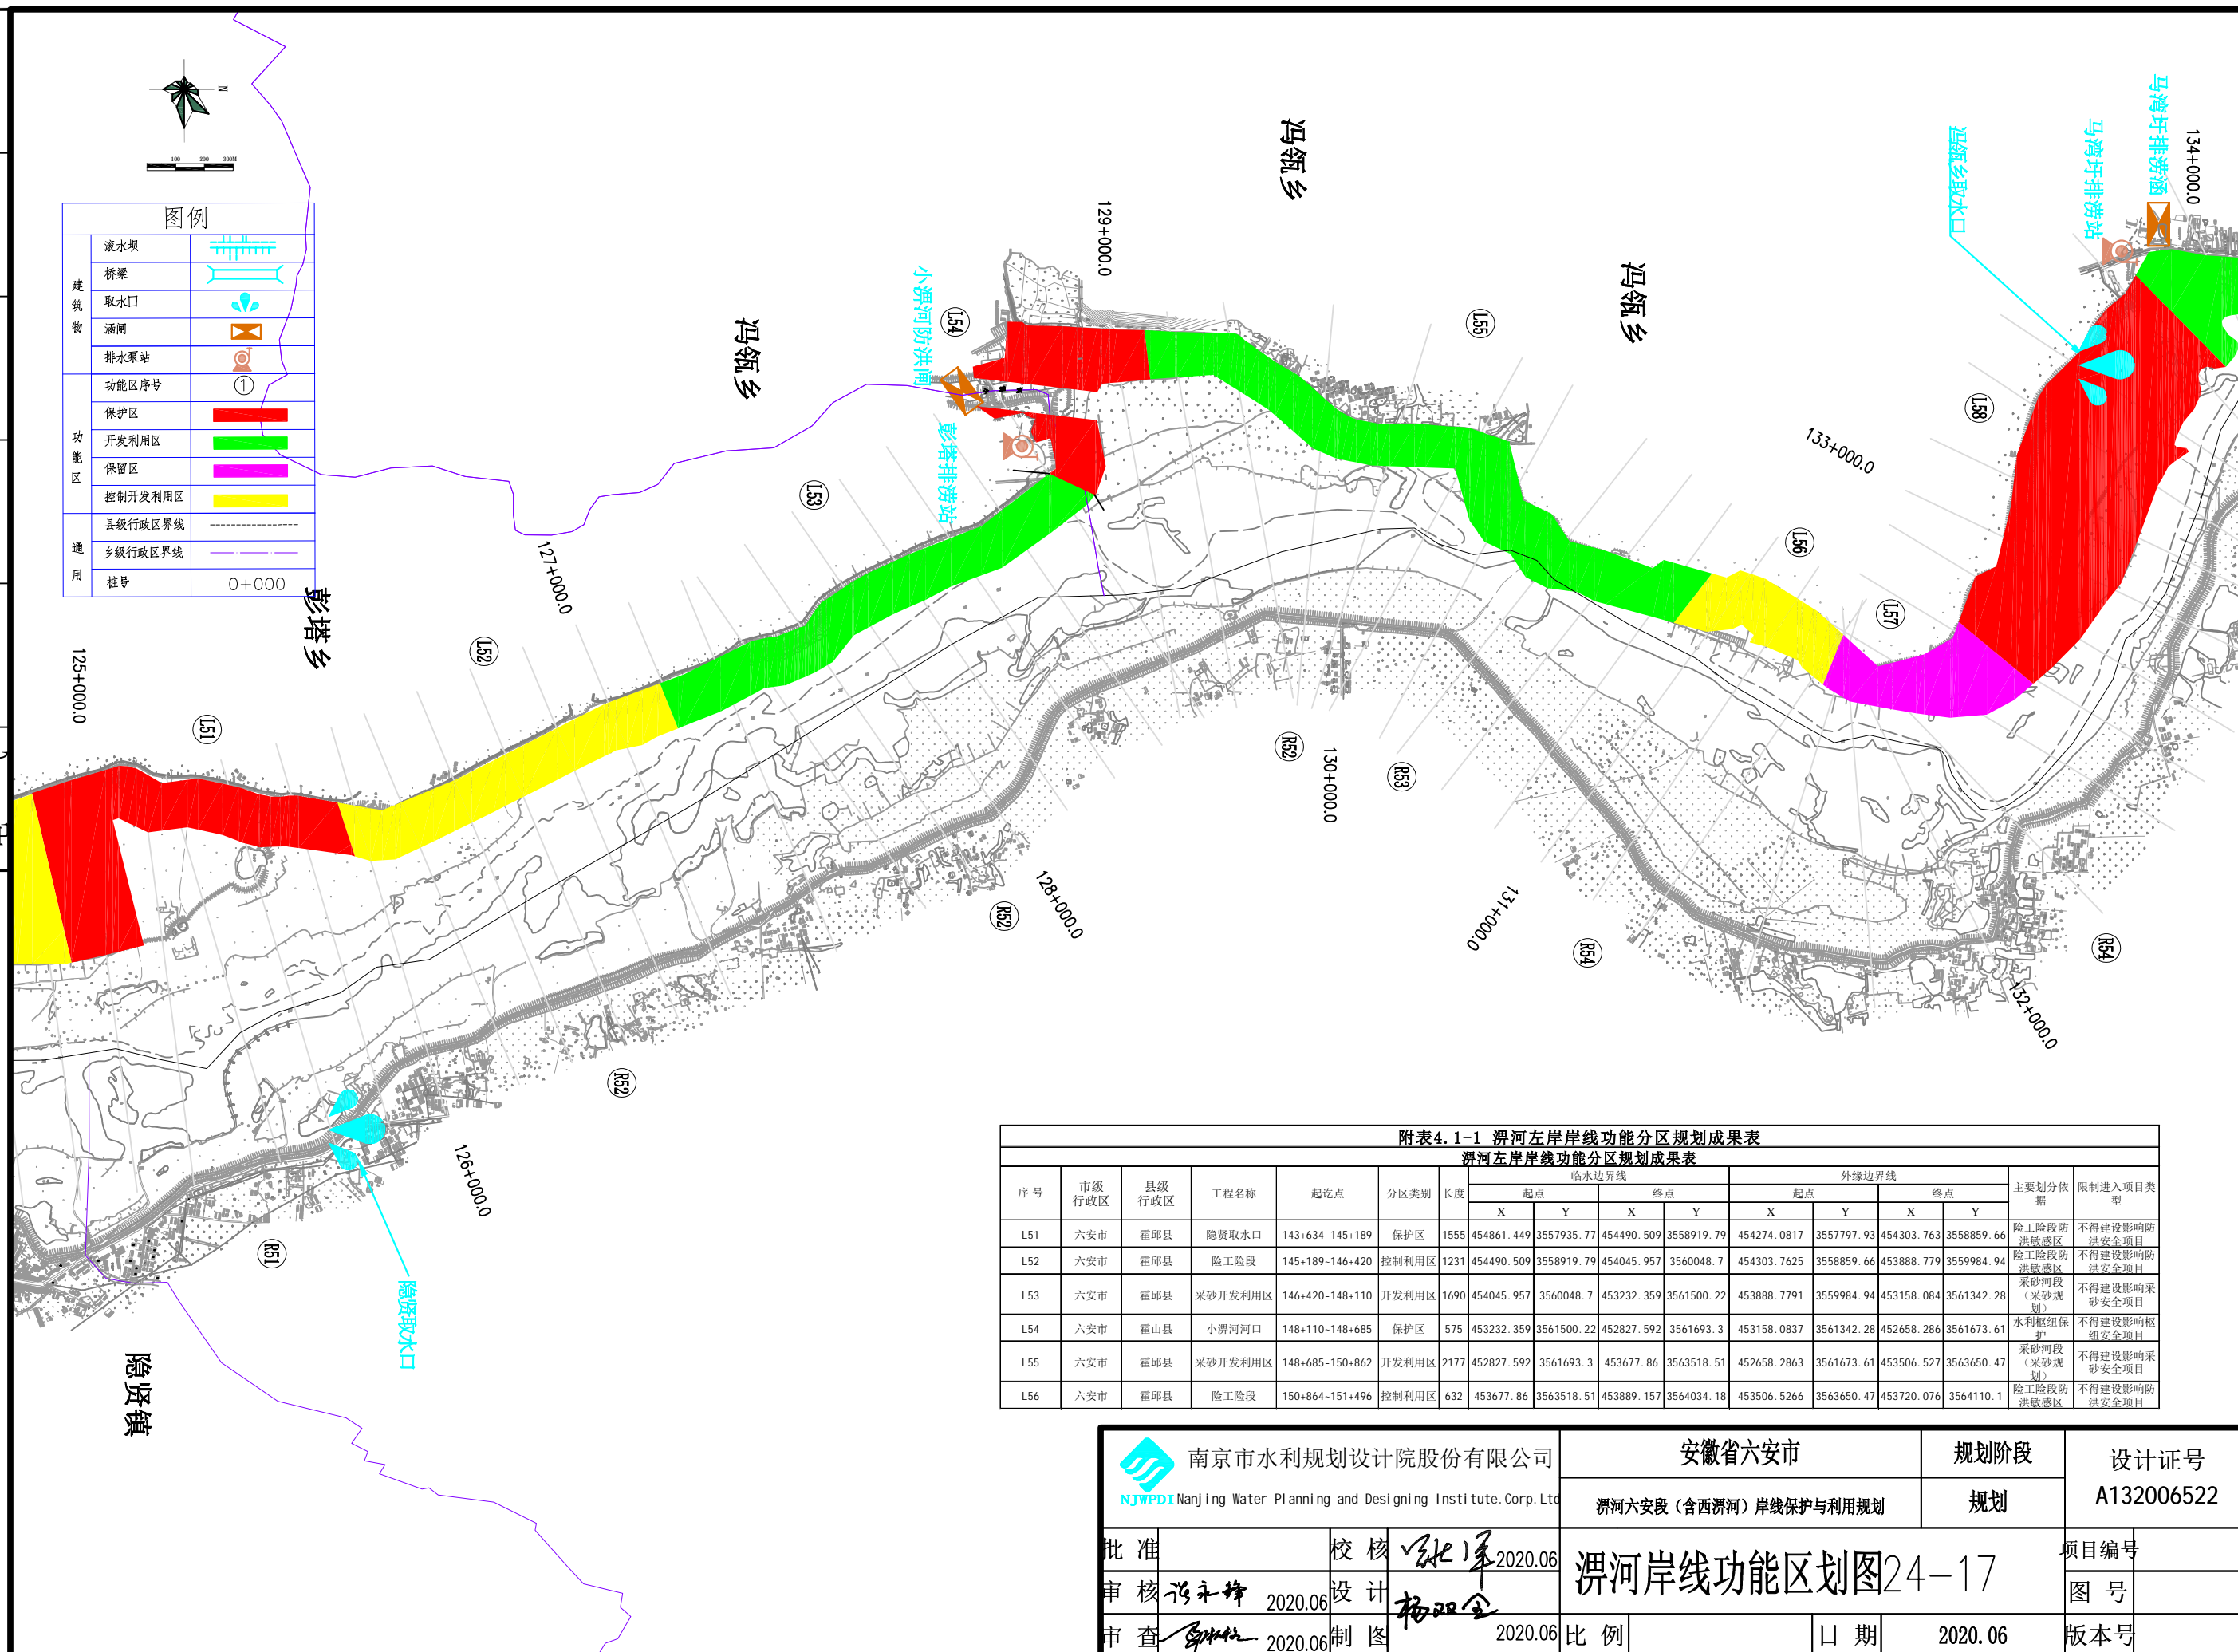 N
100 200 300M
图例
建筑物
滚水坝
桥梁
取水口
涵闸
排水泵站
功能区
功能区序号 ①
保护区
开发利用区
保留区
控制开发利用区
通用
县级行政区界线
乡级行政区界线
桩号 0+000
彭塔乡
冯瓴乡
冯瓴乡
冯瓴乡
隐贤镇
125+000.0
126+000.0
127+000.0
128+000.0
129+000.0
130+000.0
131+000.0
132+000.0
133+000.0
134+000.0
L51
L52
L53
L54
L55
L56
L57
L58
R51
R52
R52
R52
R53
R54
R54
小淠河防洪闸
彭塔排涝站
冯瓴乡取水口
马湾圩排涝站
马湾圩排涝涵
隐贤取水口
附表4.1-1 淠河左岸岸线功能分区规划成果表
淠河左岸岸线功能分区规划成果表
序号 市级行政区 县级行政区 工程名称 起讫点 分区类别 长度 临水边界线 外缘边界线 主要划分依据 限制进入项目类型
起点 终点 起点 终点
X Y X Y X Y X Y
L51 六安市 霍邱县 隐贤取水口 143+634-145+189 保护区 1555 454861.449 3557935.77 454490.509 3558919.79 454274.0817 3557797.93 454303.763 3558859.66 险工险段防洪敏感区 不得建设影响防洪安全项目
L52 六安市 霍邱县 险工险段 145+189-146+420 控制利用区 1231 454490.509 3558919.79 454045.957 3560048.7 454303.7625 3558859.66 453888.779 3559984.94 险工险段防洪敏感区 不得建设影响防洪安全项目
L53 六安市 霍邱县 采砂开发利用区 146+420-148+110 开发利用区 1690 454045.957 3560048.7 453232.359 3561500.22 453888.7791 3559984.94 453158.084 3561342.28 采砂河段（采砂规划） 不得建设影响采砂安全项目
L54 六安市 霍山县 小淠河河口 148+110-148+685 保护区 575 453232.359 3561500.22 452827.592 3561693.3 453158.0837 3561342.28 452658.286 3561673.61 水利枢纽保护 不得建设影响枢纽安全项目
L55 六安市 霍邱县 采砂开发利用区 148+685-150+862 开发利用区 2177 452827.592 3561693.3 453677.86 3563518.51 452658.2863 3561673.61 453506.527 3563650.47 采砂河段（采砂规划） 不得建设影响采砂安全项目
L56 六安市 霍邱县 险工险段 150+864-151+496 控制利用区 632 453677.86 3563518.51 453889.157 3564034.18 453506.5266 3563650.47 453720.076 3564110.1 险工险段防洪敏感区 不得建设影响防洪安全项目
NJWPDI
南京市水利规划设计院股份有限公司
Nanjing Water Planning and Designing Institute.Corp.Ltd
安徽省六安市
淠河六安段（含西淠河）岸线保护与利用规划
规划阶段
规划
设计证号
A132006522
批准 校核 2020.06
审核 2020.06 设计
审查 2020.06 制图 2020.06
淠河岸线功能区划图24-17
比例 日期 2020.06
项目编号
图号
版本号